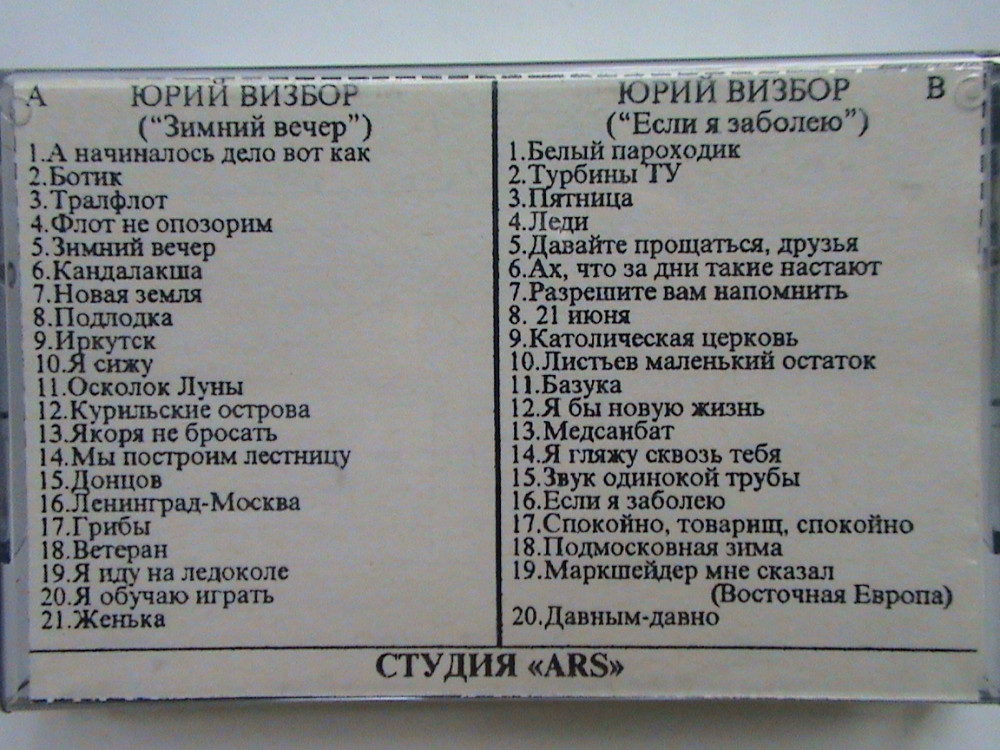 A
ЮРИЙ ВИЗБОР
("Зимний вечер")
1.А начиналось дело вот как
2.Ботик
3.Тралфлот
4.Флот не опозорим
5.Зимний вечер
6.Кандалакша
7.Новая земля
8.Подлодка
9.Иркутск
10.Я сижу
11.Осколок Луны
12.Курильские острова
13.Якоря не бросать
14.Мы построим лестницу
15.Донцов
16.Ленинград-Москва
17.Грибы
18.Ветеран
19.Я иду на ледоколе
20.Я обучаю играть
21.Женька
ЮРИЙ ВИЗБОР
B
("Если я заболею")
1.Белый пароходик
2.Турбины ТУ
3.Пятница
4.Леди
5.Давайте прощаться, друзья
6.Ах, что за дни такие настают
7.Разрешите вам напомнить
8. 21 июня
9.Католическая церковь
10.Листьев маленький остаток
11.Базука
12.Я бы новую жизнь
13.Медсанбат
14.Я гляжу сквозь тебя
15.Звук одинокой трубы
16.Если я заболею
17.Спокойно, товарищ, спокойно
18.Подмосковная зима
19.Маркшейдер мне сказал
(Восточная Европа)
20.Давным-давно
СТУДИЯ «ARS»